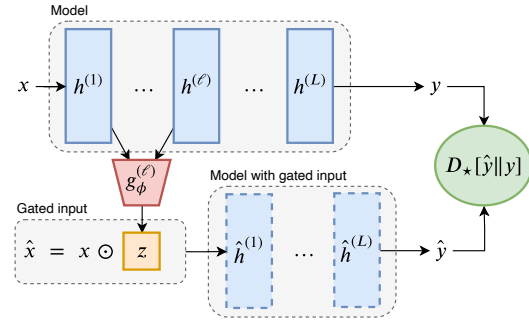 Model
x h^{(1)} ... h^{(ℓ)} ... h^{(L)} y
g_ϕ^{(ℓ)}
D_⋆[ŷ‖y]
Model with gated input
Gated input
x̂ = x ⊙ z ĥ^{(1)} ... ĥ^{(L)} ŷ